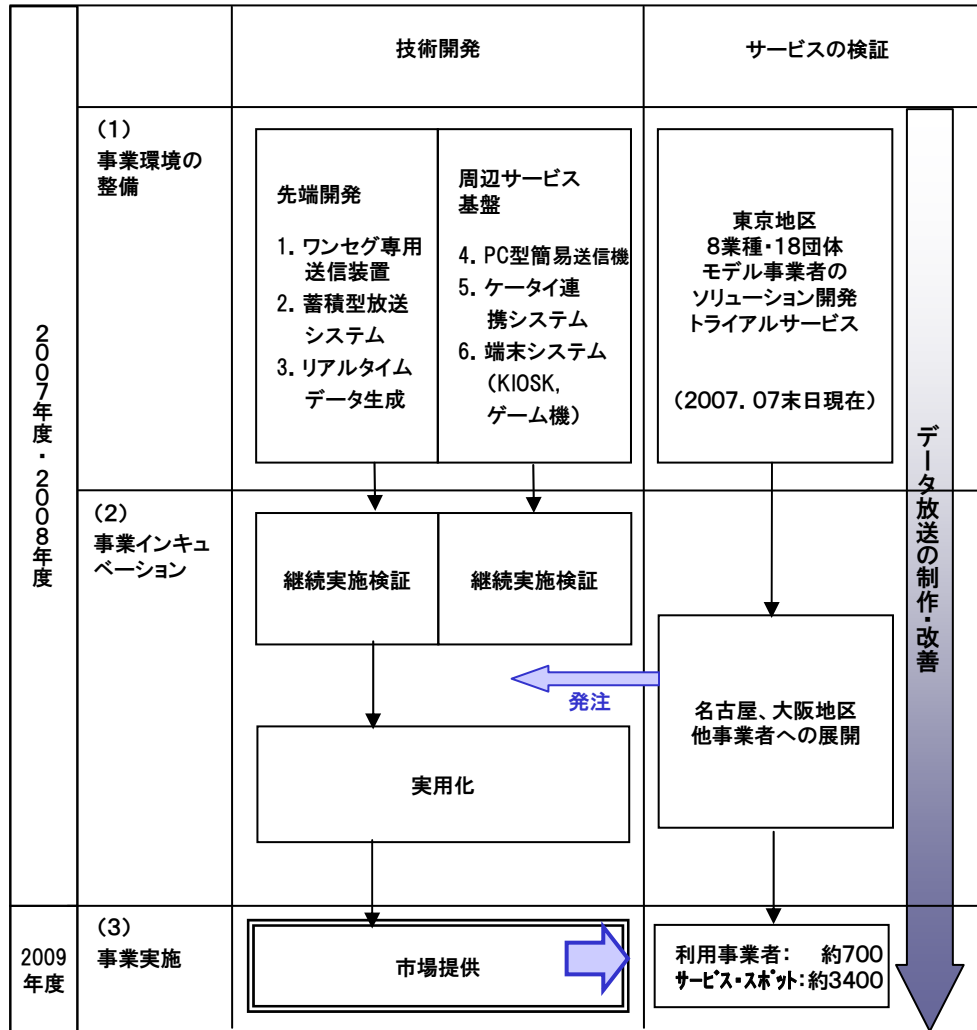 技術開発
サービスの検証
2007年度・2008年度
(1)
事業環境の
整備
先端開発
1. ワンセグ専用
送信装置
2. 蓄積型放送
システム
3. リアルタイム
データ生成
周辺サービス
基盤
4. PC型簡易送信機
5. ケータイ連
携システム
6. 端末システム
(KIOSK,
ゲーム機)
東京地区
8業種・18団体
モデル事業者の
ソリューション開発
トライアルサービス
(2007.07末日現在)
データ放送の制作・改善
(2)
事業インキュ
ベーション
継続実施検証
継続実施検証
発注
名古屋、大阪地区
他事業者への展開
実用化
2009
年度
(3)
事業実施
市場提供
利用事業者: 約700
サービス・スポット:約3400